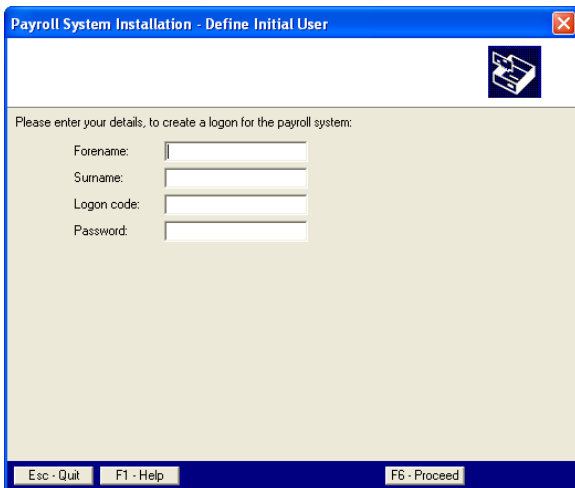 Payroll System Installation - Define Initial User
Please enter your details, to create a logon for the payroll system:
Forename:
Surname:
Logon code:
Password:
Esc - Quit F1 - Help F6 - Proceed